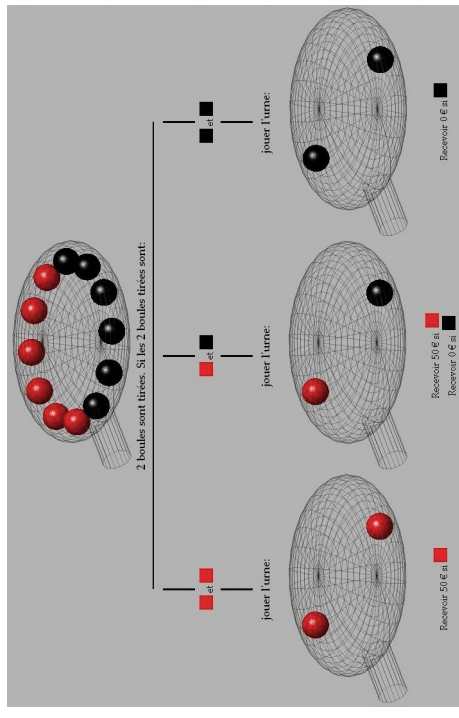 2 boules sont tirées. Si les 2 boules tirées sont:
et
et
et
jouer l'urne:
jouer l'urne:
jouer l'urne:
Recevoir 50 € si
Recevoir 50 € si
Recevoir 0 € si
Recevoir 0 € si